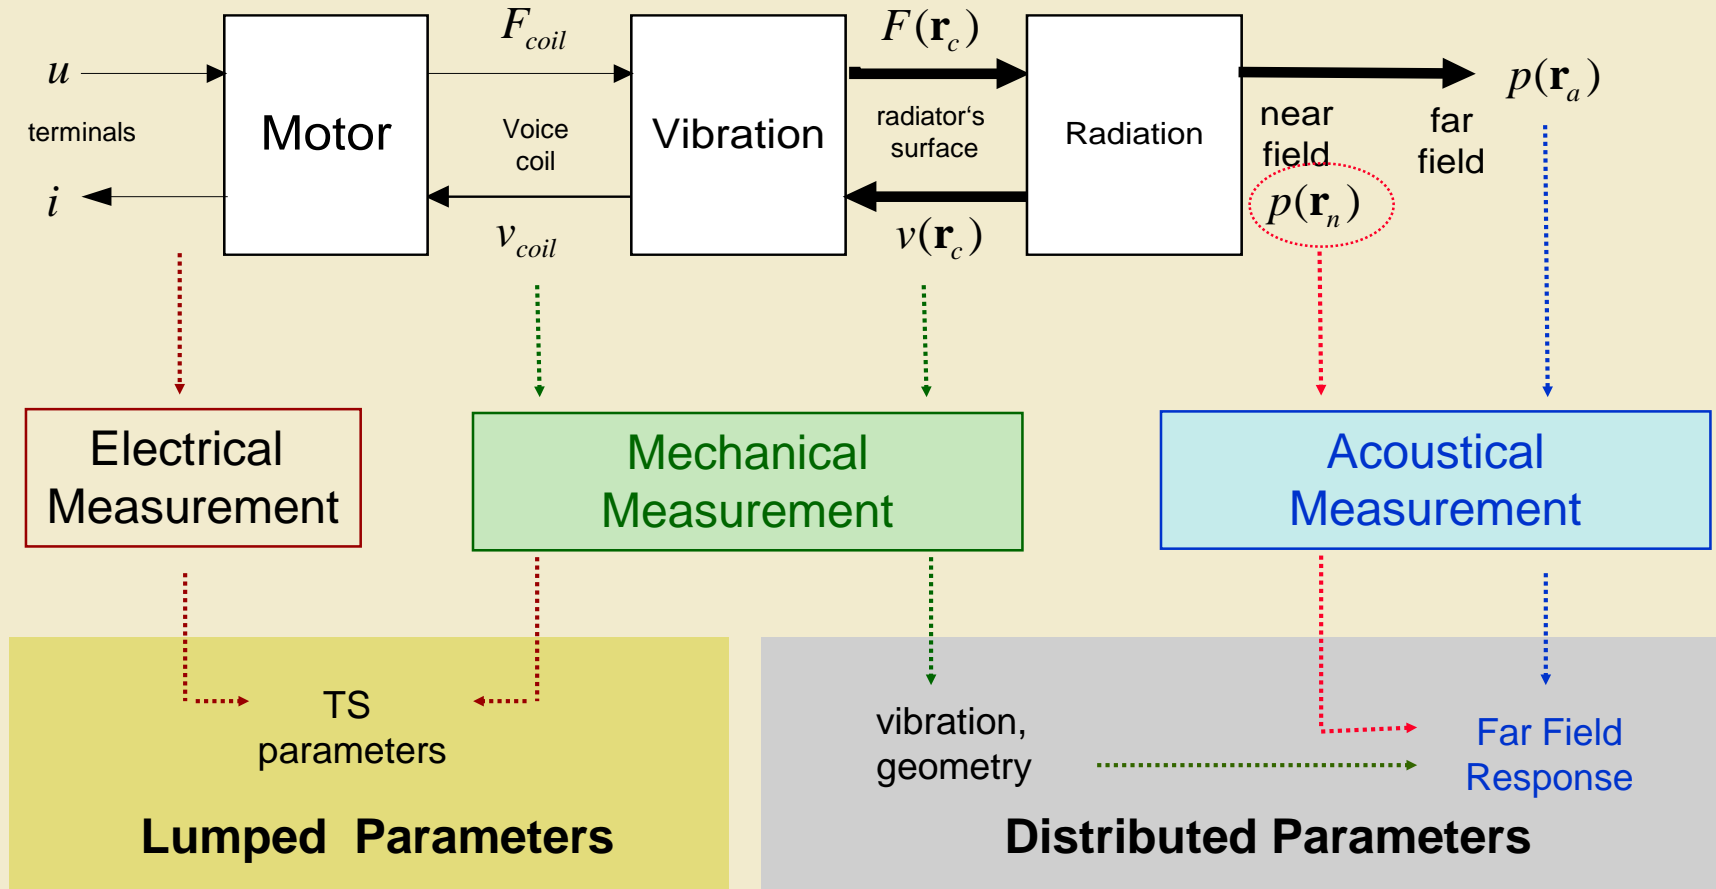 F_coil
F(r_c)
u
p(r_a)
terminals
Motor
Voice
coil
Vibration
radiator‘s
surface
Radiation
near
field
far
field
i
v_coil
v(r_c)
p(r_n)
Electrical
Measurement
Mechanical
Measurement
Acoustical
Measurement
TS
parameters
vibration,
geometry
Far Field
Response
Lumped Parameters
Distributed Parameters